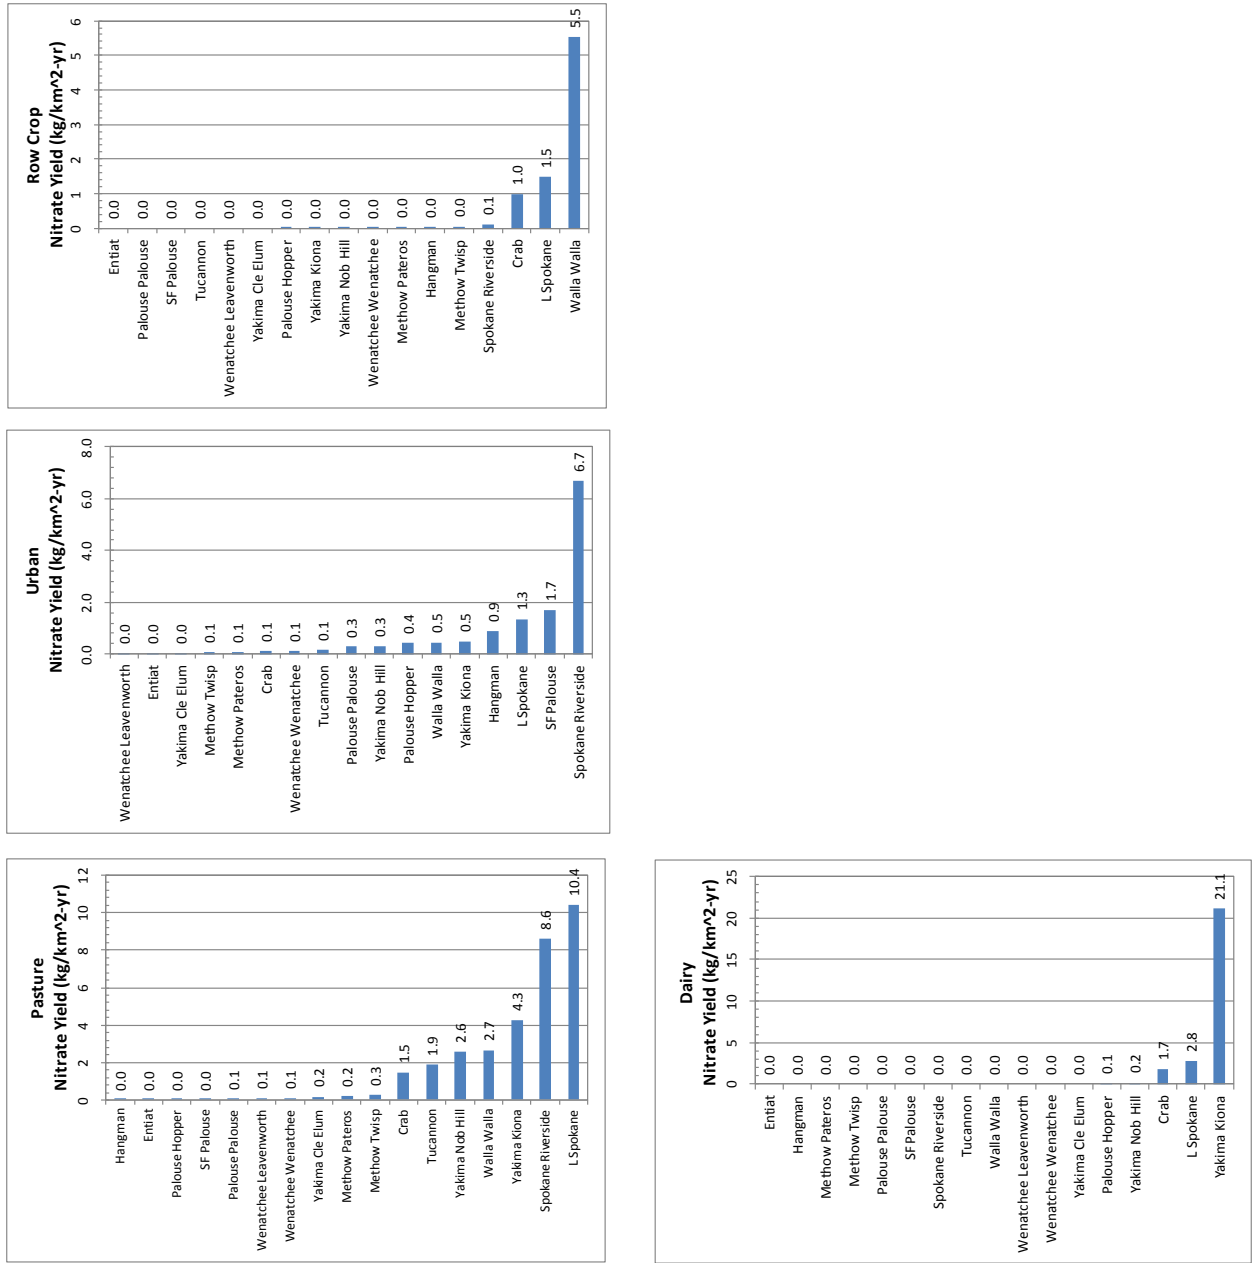 Row Crop
Nitrate Yield (kg/km^2-yr)
0 1 2 3 4 5 6
Entiat 0.0
Palouse Palouse 0.0
SF Palouse 0.0
Tucannon 0.0
Wenatchee Leavenworth 0.0
Yakima Cle Elum 0.0
Palouse Hopper 0.0
Yakima Kiona 0.0
Yakima Nob Hill 0.0
Wenatchee Wenatchee 0.0
Methow Pateros 0.0
Hangman 0.0
Methow Twisp 0.0
Spokane Riverside 0.1
Crab 1.0
L Spokane 1.5
Walla Walla 5.5
Urban
Nitrate Yield (kg/km^2-yr)
0.0 2.0 4.0 6.0 8.0
Wenatchee Leavenworth 0.0
Entiat 0.0
Yakima Cle Elum 0.0
Methow Twisp 0.1
Methow Pateros 0.1
Crab 0.1
Wenatchee Wenatchee 0.1
Tucannon 0.1
Palouse Palouse 0.3
Yakima Nob Hill 0.3
Palouse Hopper 0.4
Walla Walla 0.5
Yakima Kiona 0.5
Hangman 0.9
L Spokane 1.3
SF Palouse 1.7
Spokane Riverside 6.7
Pasture
Nitrate Yield (kg/km^2-yr)
0 2 4 6 8 10 12
Hangman 0.0
Entiat 0.0
Palouse Hopper 0.0
SF Palouse 0.0
Palouse Palouse 0.1
Wenatchee Leavenworth 0.1
Wenatchee Wenatchee 0.1
Yakima Cle Elum 0.2
Methow Pateros 0.2
Methow Twisp 0.3
Crab 1.5
Tucannon 1.9
Yakima Nob Hill 2.6
Walla Walla 2.7
Yakima Kiona 4.3
Spokane Riverside 8.6
L Spokane 10.4
Dairy
Nitrate Yield (kg/km^2-yr)
0 5 10 15 20 25
Entiat 0.0
Hangman 0.0
Methow Pateros 0.0
Methow Twisp 0.0
Palouse Palouse 0.0
SF Palouse 0.0
Spokane Riverside 0.0
Tucannon 0.0
Walla Walla 0.0
Wenatchee Leavenworth 0.0
Wenatchee Wenatchee 0.0
Yakima Cle Elum 0.0
Palouse Hopper 0.1
Yakima Nob Hill 0.2
Crab 1.7
L Spokane 2.8
Yakima Kiona 21.1